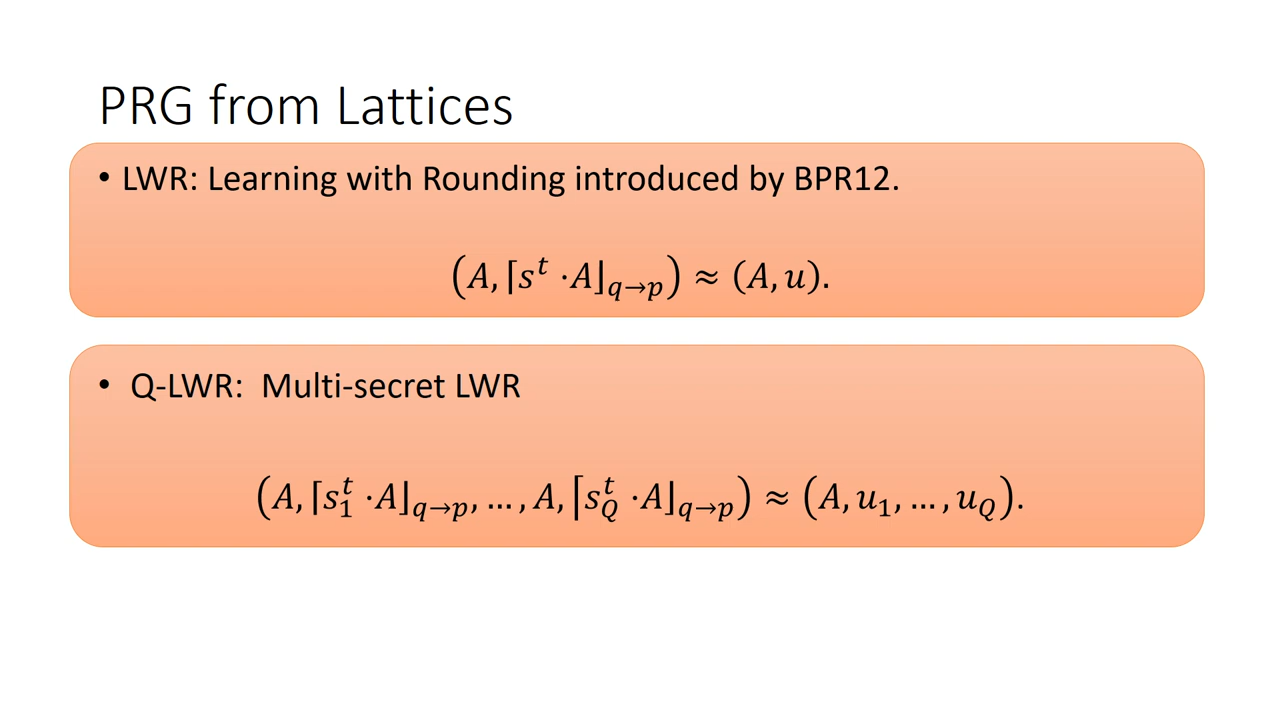 PRG from Lattices
• LWR: Learning with Rounding introduced by BPR12.
(A, ⌈s^t · A⌋_{q→p}) ≈ (A, u).
• Q-LWR: Multi-secret LWR
(A, ⌈s_1^t · A⌋_{q→p}, … , A, ⌈s_Q^t · A⌋_{q→p}) ≈ (A, u_1, … , u_Q).